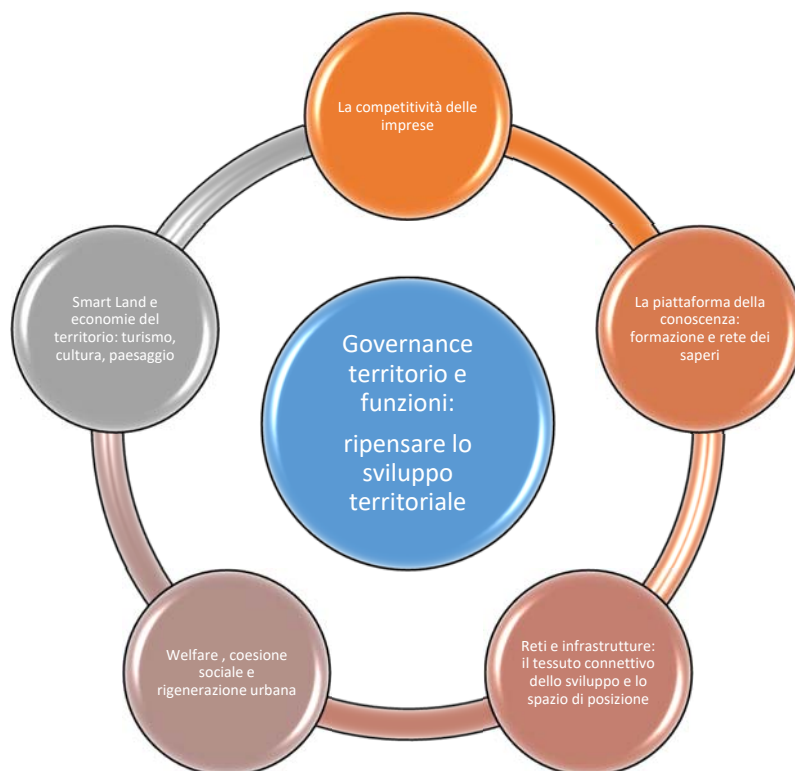 La competitività delle
imprese
Smart Land e
economie del
territorio: turismo,
cultura, paesaggio
La piattaforma della
conoscenza:
formazione e rete dei
saperi
Governance
territorio e
funzioni:
ripensare lo
sviluppo
territoriale
Welfare , coesione
sociale e
rigenerazione urbana
Reti e infrastrutture:
il tessuto connettivo
dello sviluppo e lo
spazio di posizione